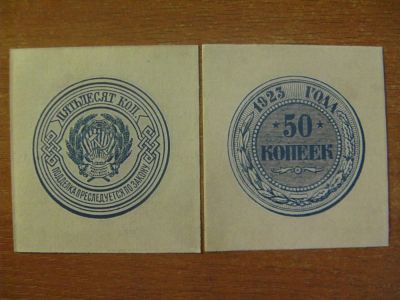 ПЯТЬДЕСЯТ КОП.
ПОДДЕЛКА ПРЕСЛЕДУЕТСЯ ПО ЗАКОНУ
1923 ГОДА
50
КОПЕЕК